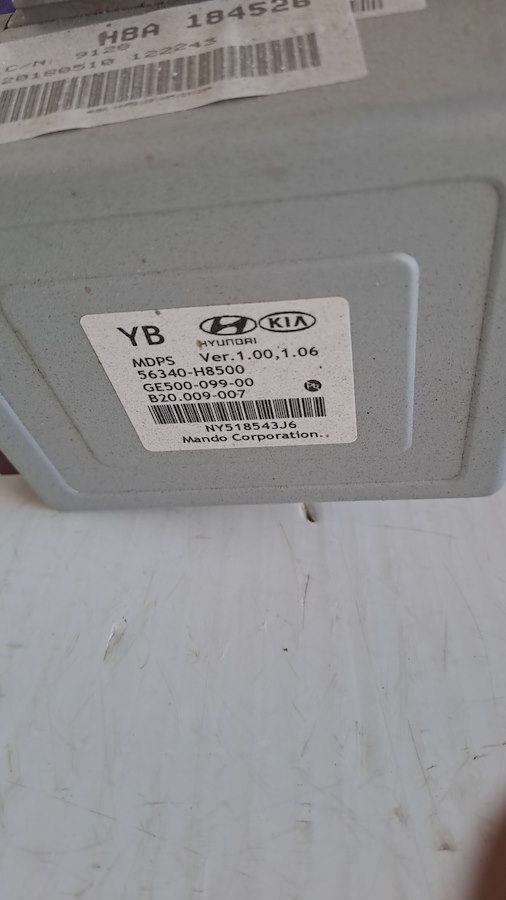 H8A 184526
C/N: 9128
20180510 122243
YB
HYUNDAI
KIA
MDPS Ver.1.00,1.06
56340-H8500
GE500-099-00
Pb
B20.009-007
NY518543J6
Mando Corporation.